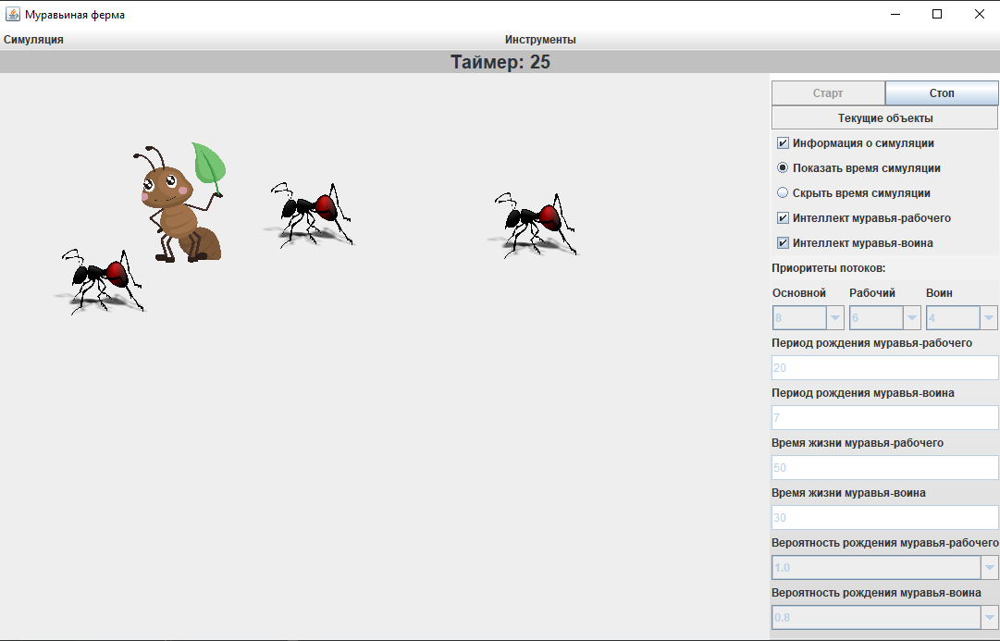 Муравьиная ферма
Симуляция Инструменты
Таймер: 25
Старт Стоп
Текущие объекты
Информация о симуляции
Показать время симуляции
Скрыть время симуляции
Интеллект муравья-рабочего
Интеллект муравья-воина
Приоритеты потоков:
Основной Рабочий Воин
8 6 4
Период рождения муравья-рабочего
20
Период рождения муравья-воина
7
Время жизни муравья-рабочего
50
Время жизни муравья-воина
30
Вероятность рождения муравья-рабочего
1.0
Вероятность рождения муравья-воина
0.8